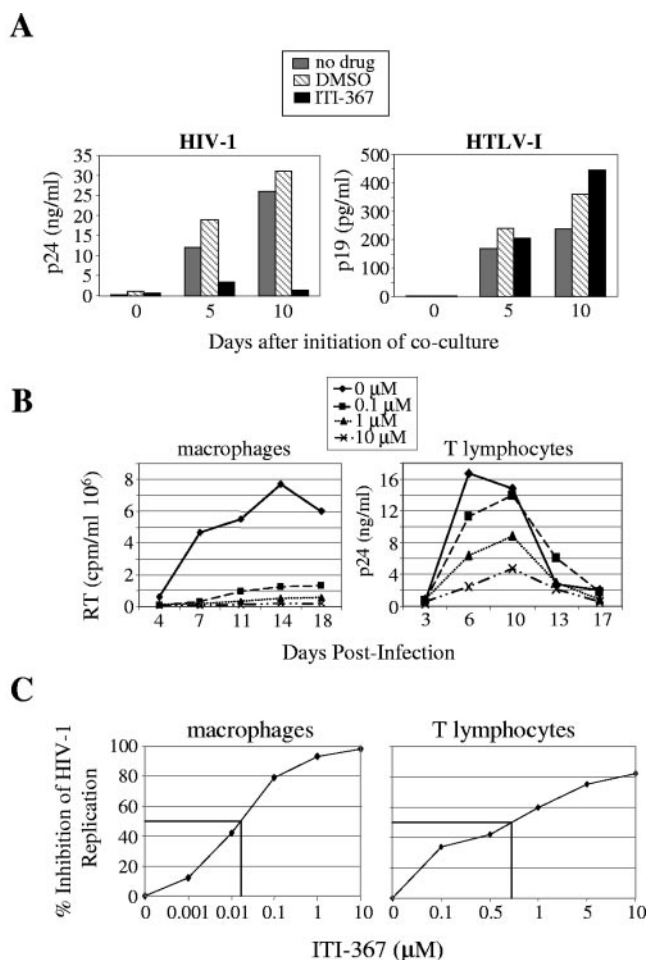 A
no drug
DMSO
ITI-367
HIV-1
HTLV-I
p24 (ng/ml)
35
30
25
20
15
10
5
0
0 5 10
p19 (pg/ml)
500
400
300
200
100
0
0 5 10
Days after initiation of co-culture
B
0 µM
0.1 µM
1 µM
10 µM
macrophages
T lymphocytes
RT (cpm/ml 10⁶)
8
6
4
2
0
4 7 11 14 18
p24 (ng/ml)
16
12
8
4
0
3 6 10 13 17
Days Post-Infection
C
macrophages
T lymphocytes
% Inhibition of HIV-1
Replication
100
80
60
40
20
0
0 0.001 0.01 0.1 1 10
0 0.1 0.5 1 5 10
ITI-367 (µM)